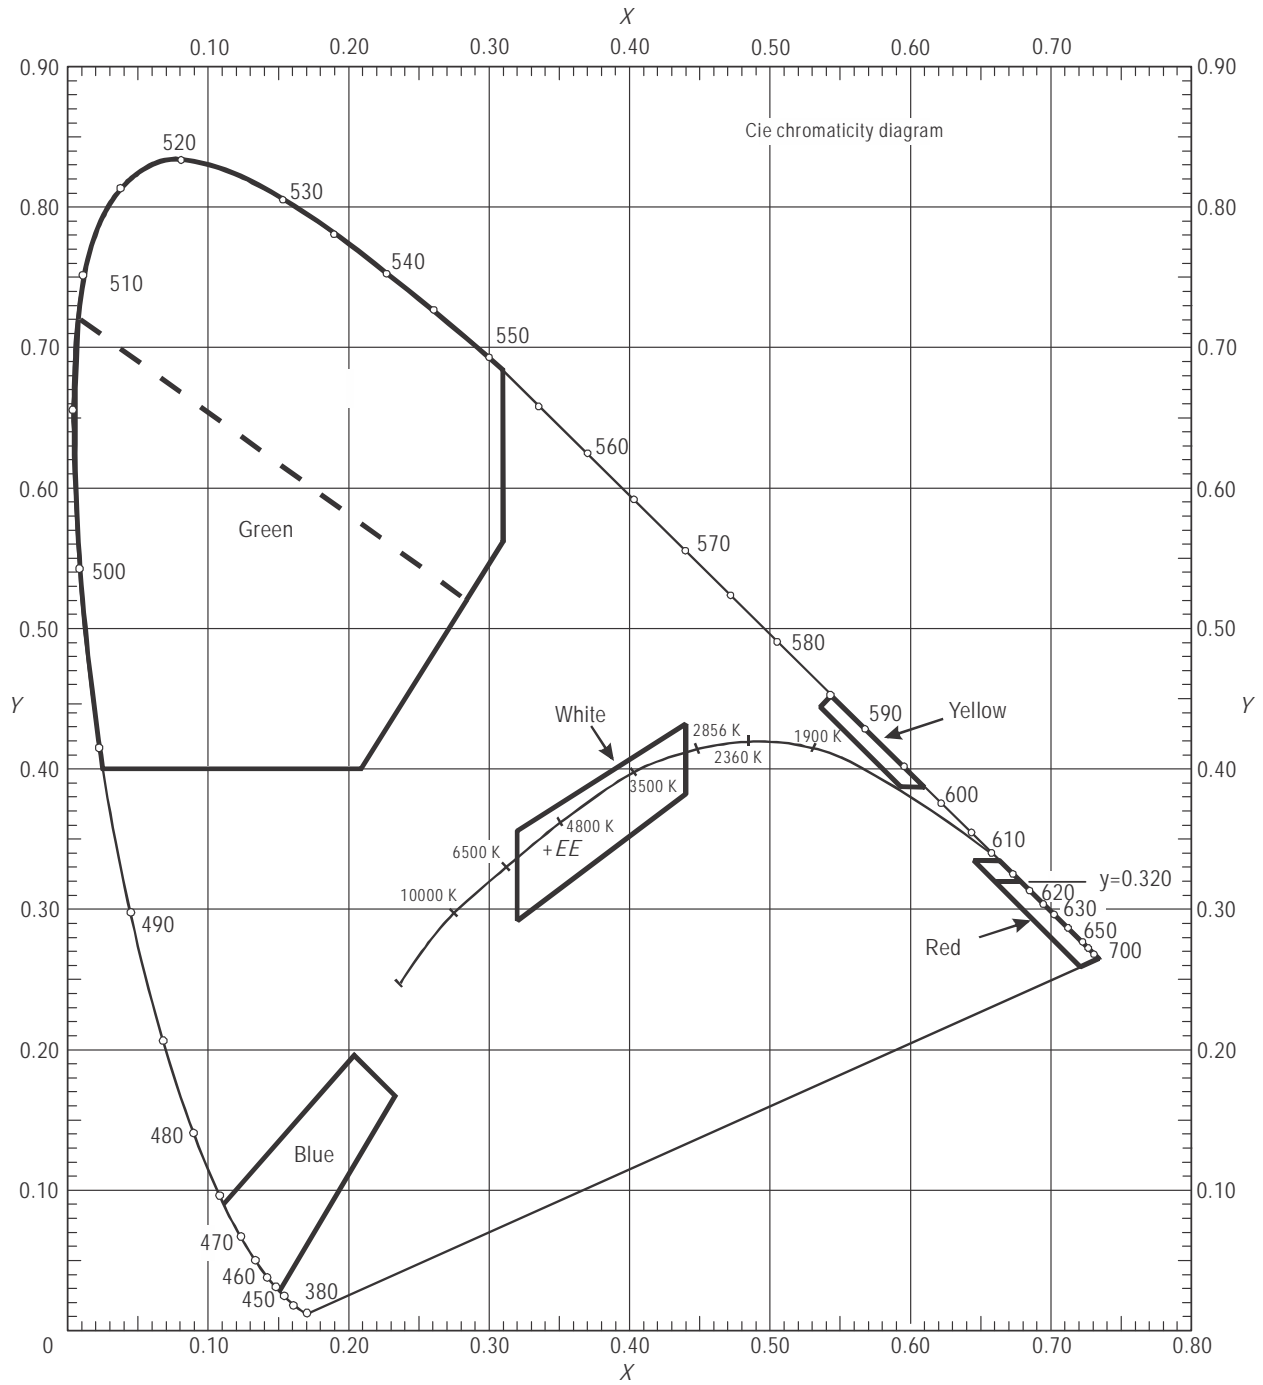 X
0.10 0.20 0.30 0.40 0.50 0.60 0.70
0.90 0.90
Cie chromaticity diagram
520
530
0.80 0.80
540
510
550
0.70 0.70
560
0.60 0.60
Green
570
500
0.50 0.50
580
Y Y
White
590
Yellow
2856 K
1900 K
2360 K
0.40 0.40
3500 K
600
4800 K
610
+EE
6500 K
y=0.320
10000 K
620
0.30 630 0.30
490
650
Red
700
0.20 0.20
480
Blue
0.10 0.10
470
460
380
450
0 0.10 0.20 0.30 0.40 0.50 0.60 0.70 0.80
X